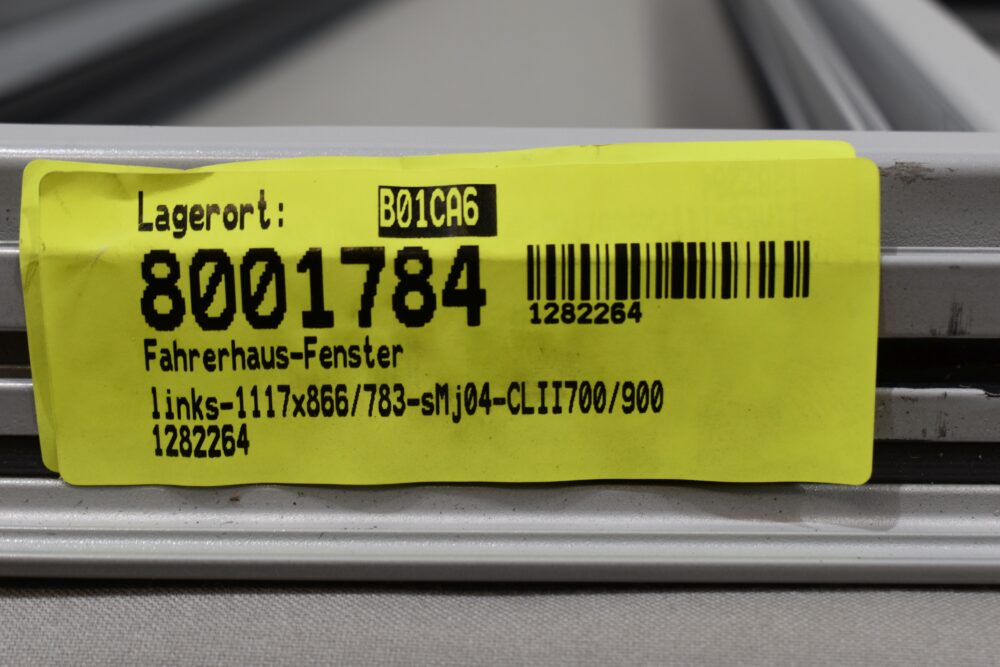 Lagerort: B01CA6
8001784
1282264
Fahrerhaus-Fenster
links-1117x866/783-sMj04-CLII700/900
1282264